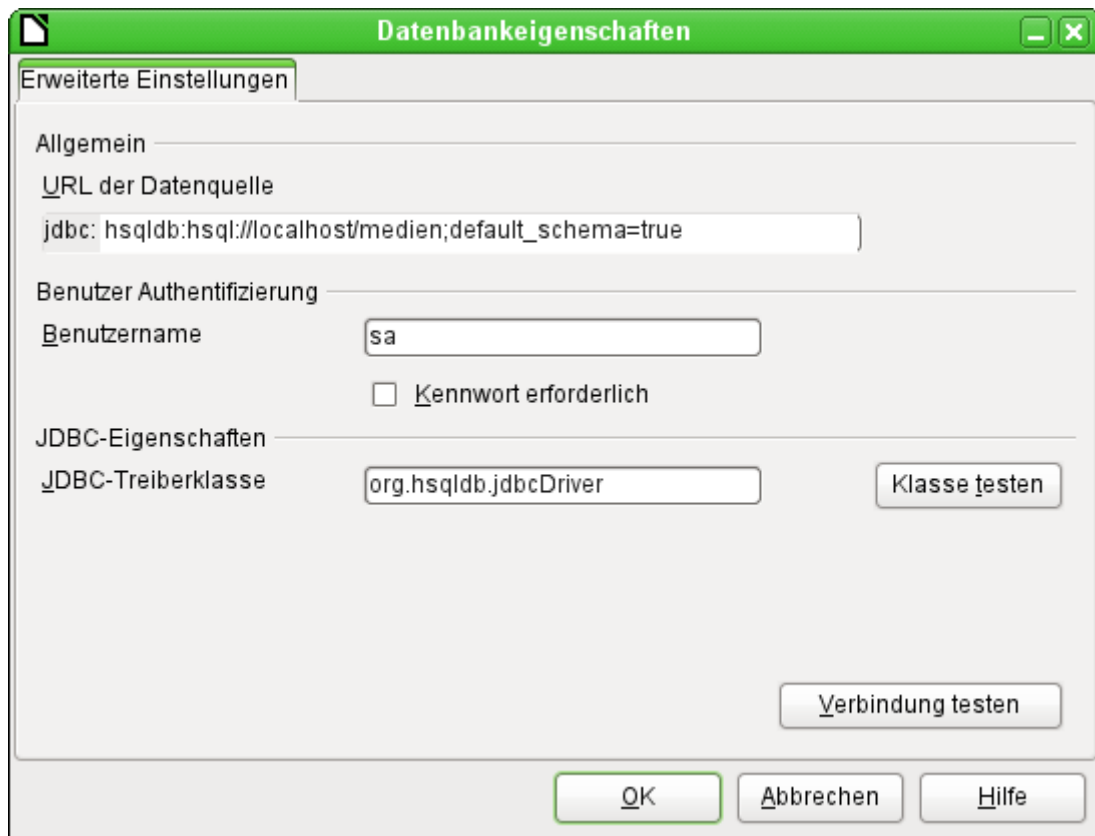 Datenbankeigenschaften
Erweiterte Einstellungen
Allgemein
URL der Datenquelle
jdbc: hsqldb:hsql://localhost/medien;default_schema=true
Benutzer Authentifizierung
Benutzername sa
Kennwort erforderlich
JDBC-Eigenschaften
JDBC-Treiberklasse org.hsqldb.jdbcDriver Klasse testen
Verbindung testen
OK Abbrechen Hilfe